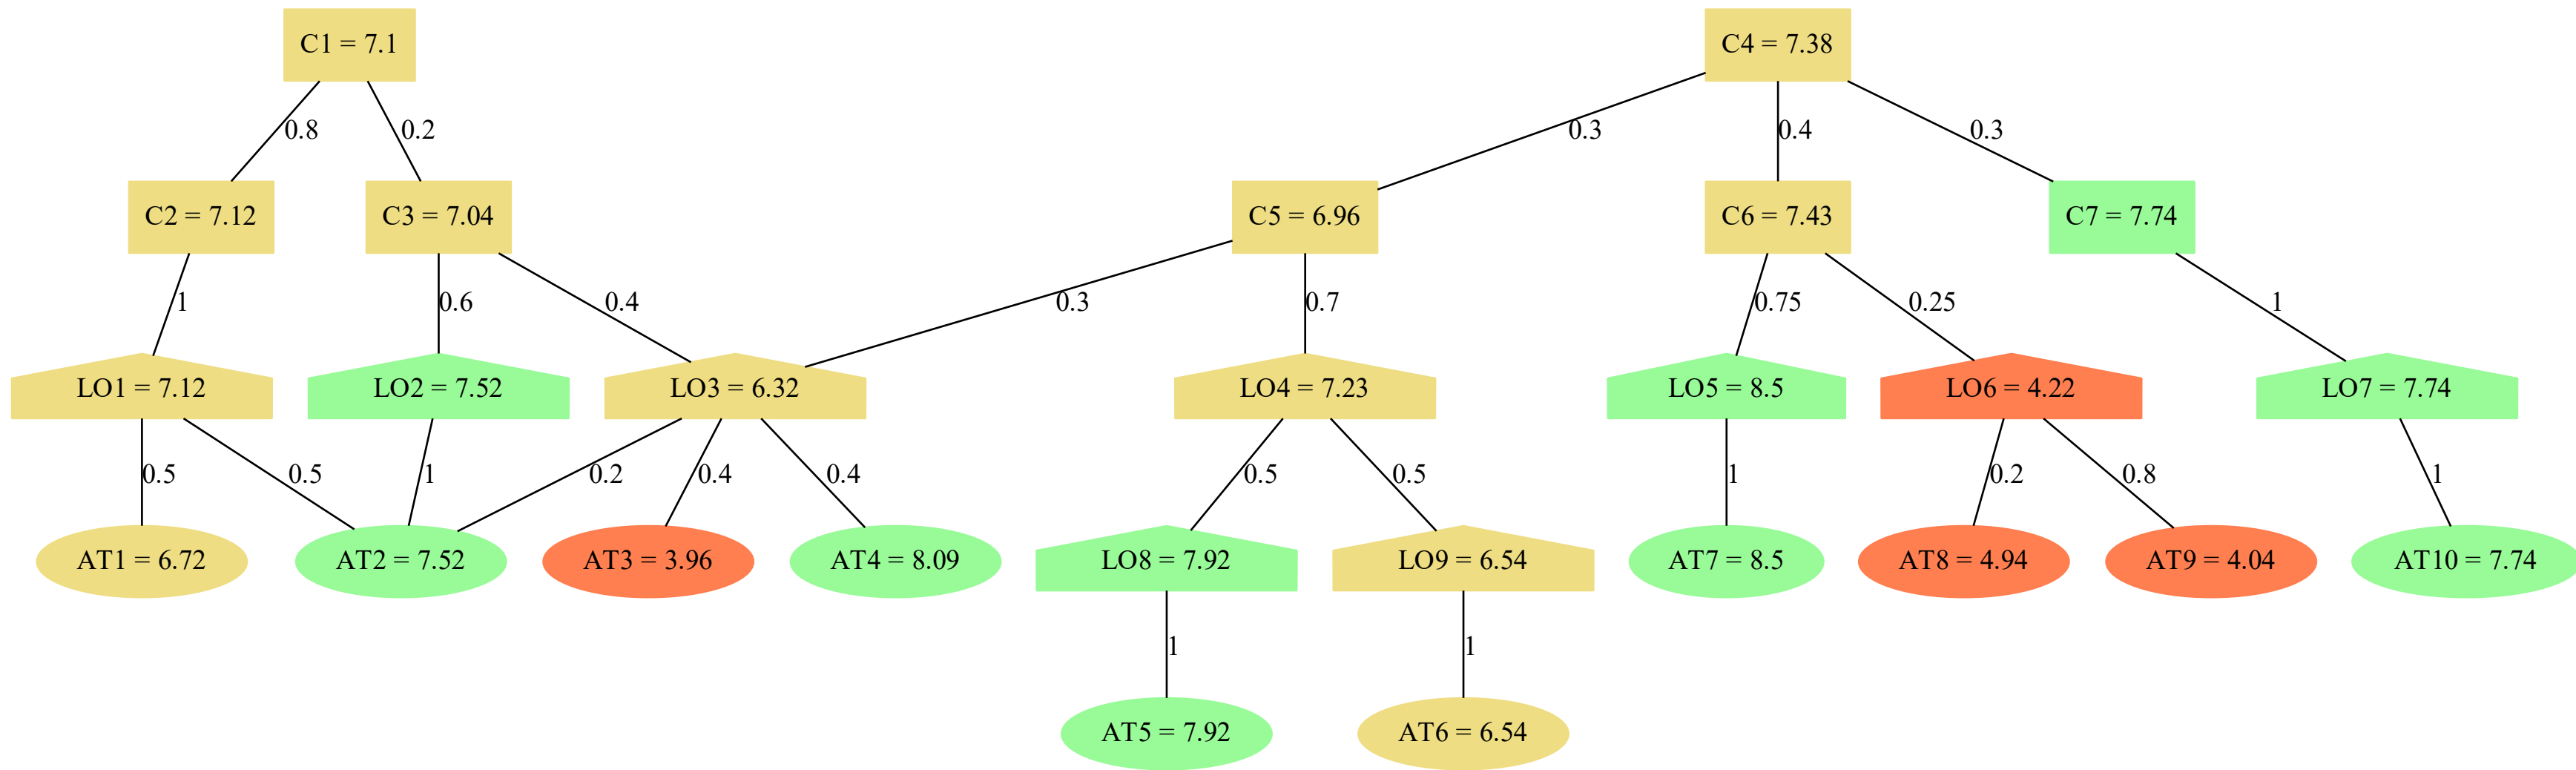 C1 = 7.1
C4 = 7.38
0.8
0.2
0.3
0.4
0.3
C2 = 7.12
C3 = 7.04
C5 = 6.96
C6 = 7.43
C7 = 7.74
1
0.6
0.4
0.3
0.7
0.75
0.25
1
LO1 = 7.12
LO2 = 7.52
LO3 = 6.32
LO4 = 7.23
LO5 = 8.5
LO6 = 4.22
LO7 = 7.74
0.5
0.5
1
0.2
0.4
0.4
0.5
0.5
1
0.2
0.8
1
AT1 = 6.72
AT2 = 7.52
AT3 = 3.96
AT4 = 8.09
LO8 = 7.92
LO9 = 6.54
AT7 = 8.5
AT8 = 4.94
AT9 = 4.04
AT10 = 7.74
1
1
AT5 = 7.92
AT6 = 6.54